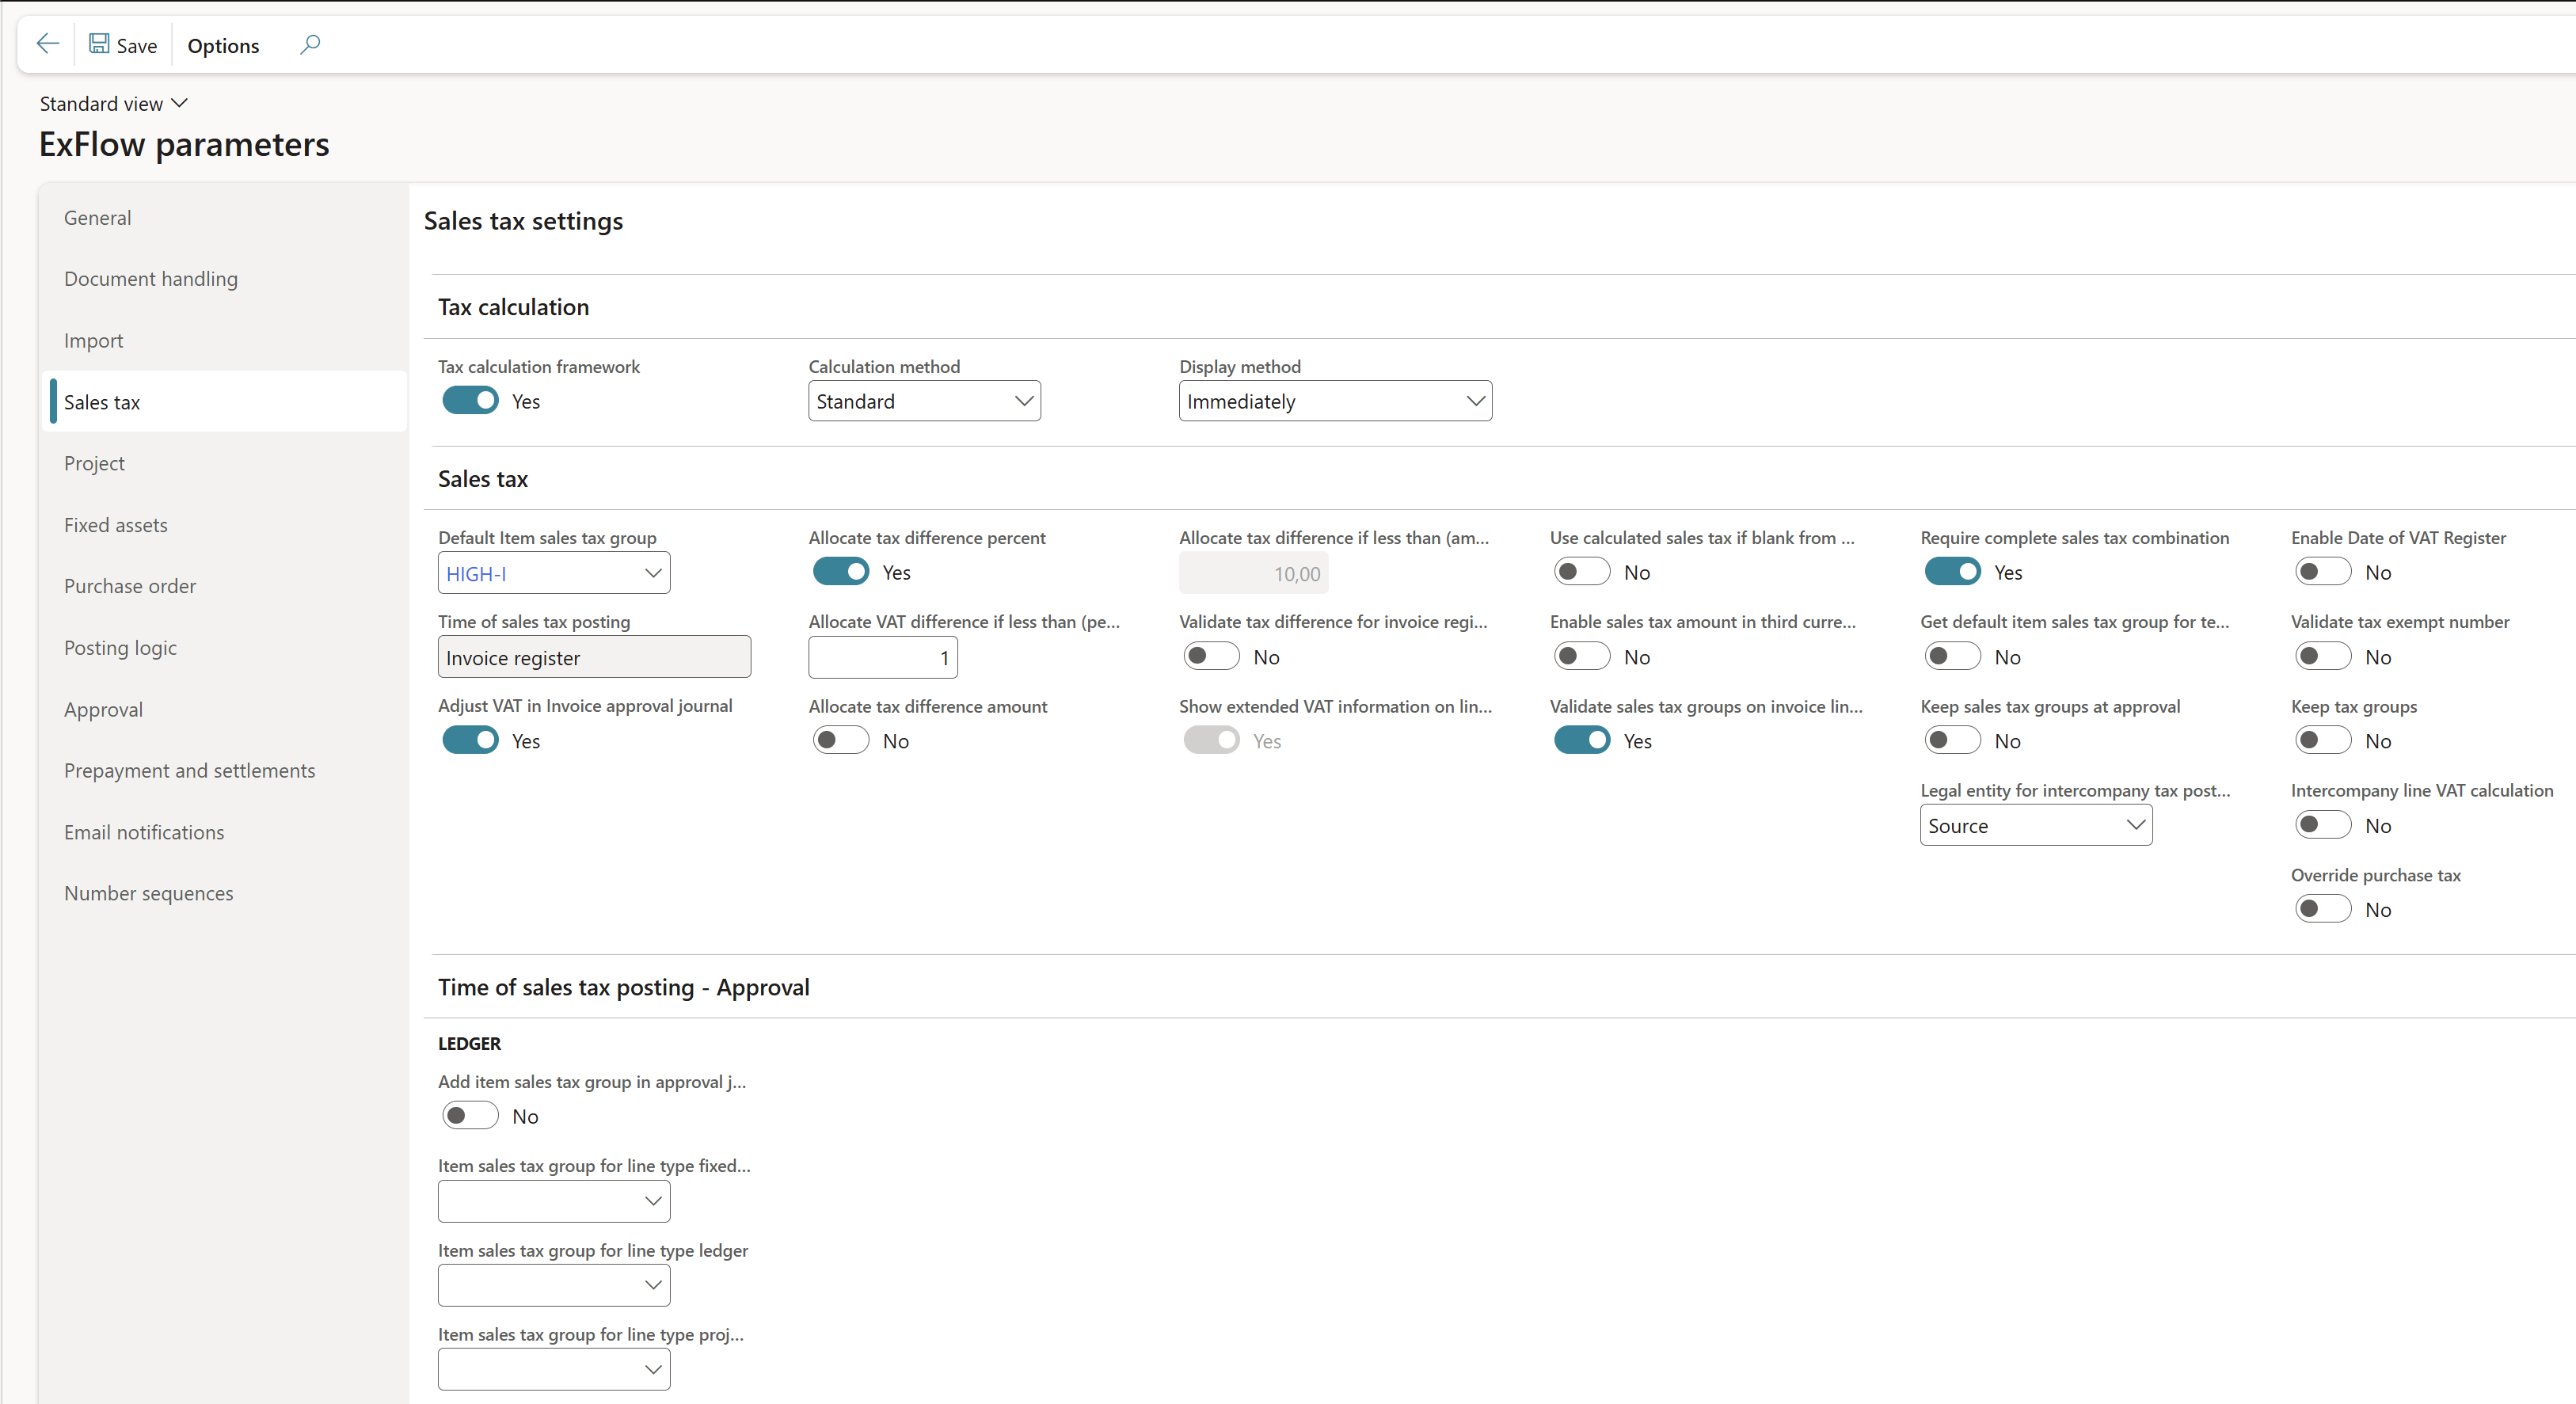 Save
Options
Standard view
ExFlow parameters
General
Document handling
Import
Sales tax
Project
Fixed assets
Purchase order
Posting logic
Approval
Prepayment and settlements
Email notifications
Number sequences
Sales tax settings
Tax calculation
Tax calculation framework
Yes
Calculation method
Standard
Display method
Immediately
Sales tax
Default Item sales tax group
HIGH-I
Time of sales tax posting
Invoice register
Adjust VAT in Invoice approval journal
Yes
Allocate tax difference percent
Yes
Allocate VAT difference if less than (pe...
1
Allocate tax difference amount
No
Allocate tax difference if less than (am...
10,00
Validate tax difference for invoice regi...
No
Show extended VAT information on lin...
Yes
Use calculated sales tax if blank from ...
No
Enable sales tax amount in third curre...
No
Validate sales tax groups on invoice lin...
Yes
Require complete sales tax combination
Yes
Get default item sales tax group for te...
No
Keep sales tax groups at approval
No
Legal entity for intercompany tax post...
Source
Enable Date of VAT Register
No
Validate tax exempt number
No
Keep tax groups
No
Intercompany line VAT calculation
No
Override purchase tax
No
Time of sales tax posting - Approval
LEDGER
Add item sales tax group in approval j...
No
Item sales tax group for line type fixed...
Item sales tax group for line type ledger
Item sales tax group for line type proj...